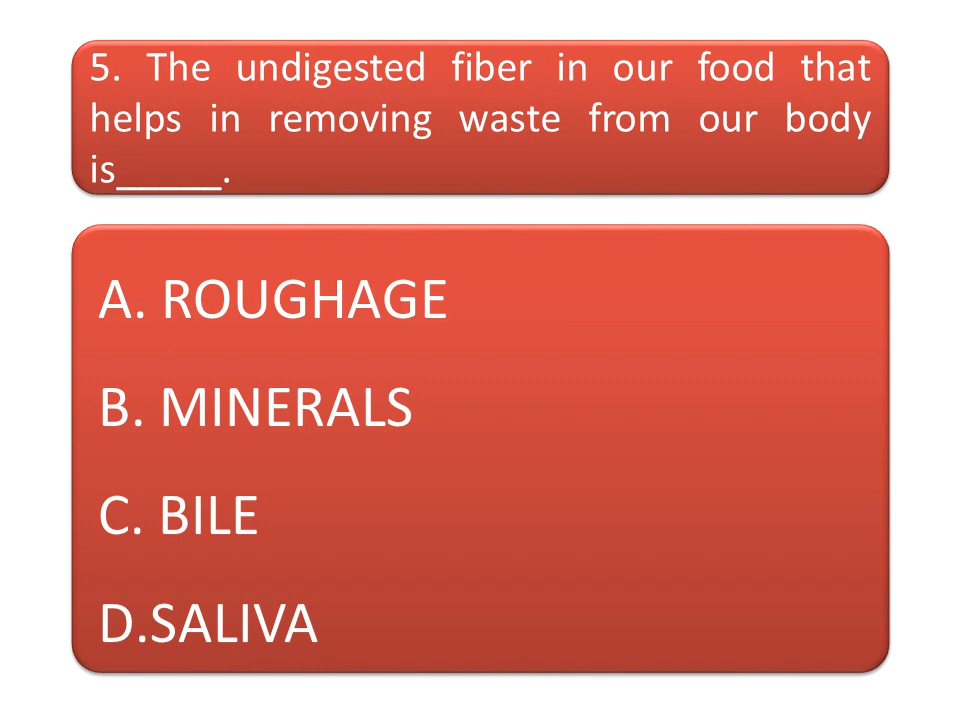 5. The undigested fiber in our food that
helps in removing waste from our body
is_____.
A. ROUGHAGE
B. MINERALS
C. BILE
D.SALIVA